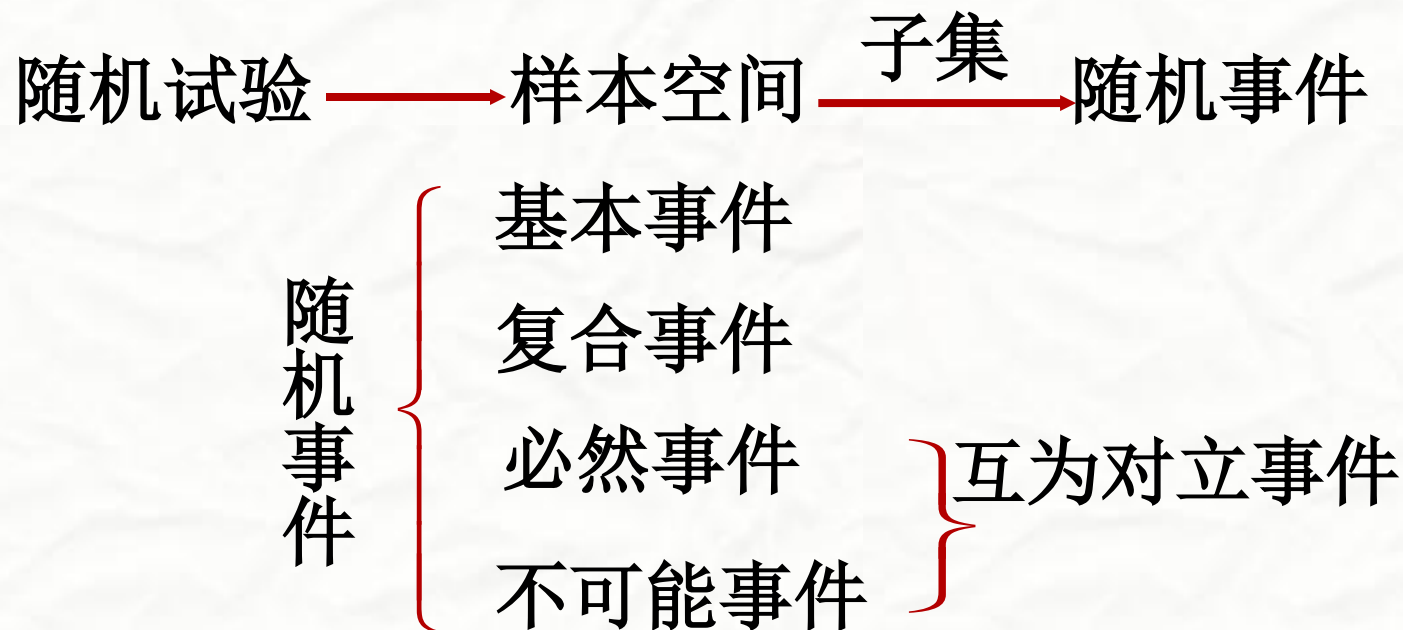 随机试验 样本空间 子集 随机事件
随机事件
基本事件
复合事件
必然事件
不可能事件
互为对立事件